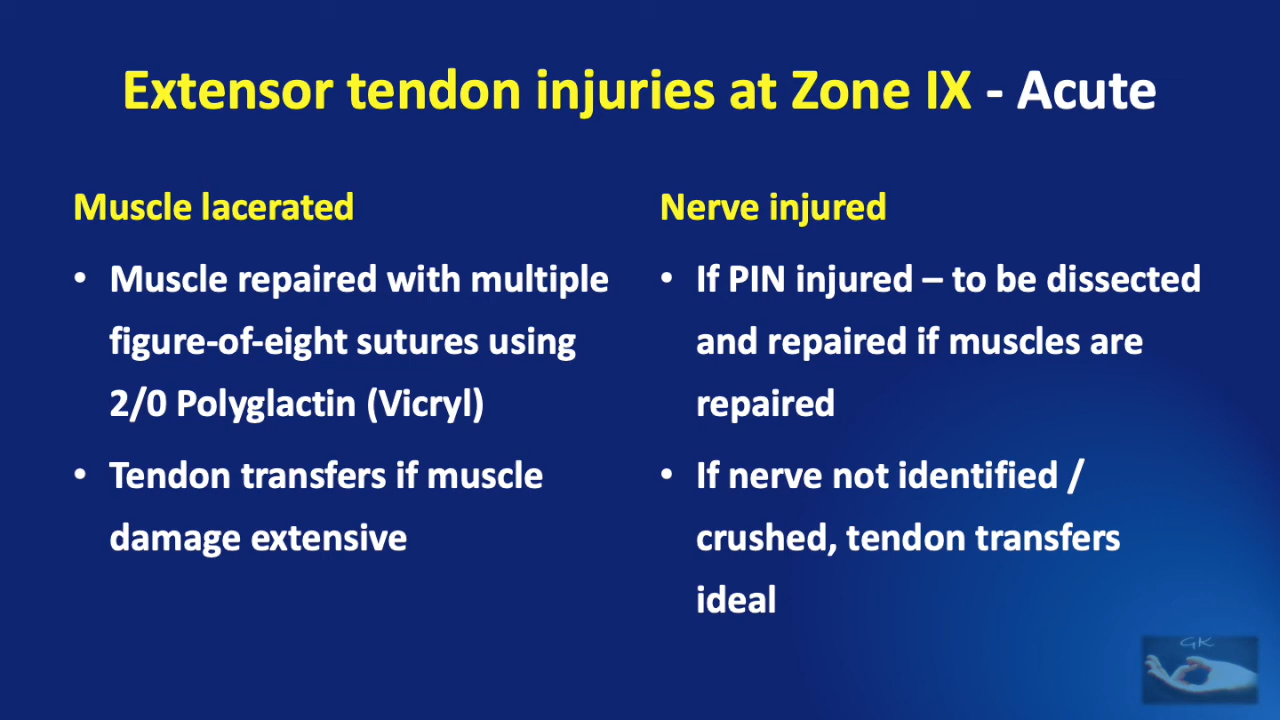 Extensor tendon injuries at Zone IX - Acute
Muscle lacerated
• Muscle repaired with multiple
figure-of-eight sutures using
2/0 Polyglactin (Vicryl)
• Tendon transfers if muscle
damage extensive
Nerve injured
• If PIN injured – to be dissected
and repaired if muscles are
repaired
• If nerve not identified /
crushed, tendon transfers
ideal
GK